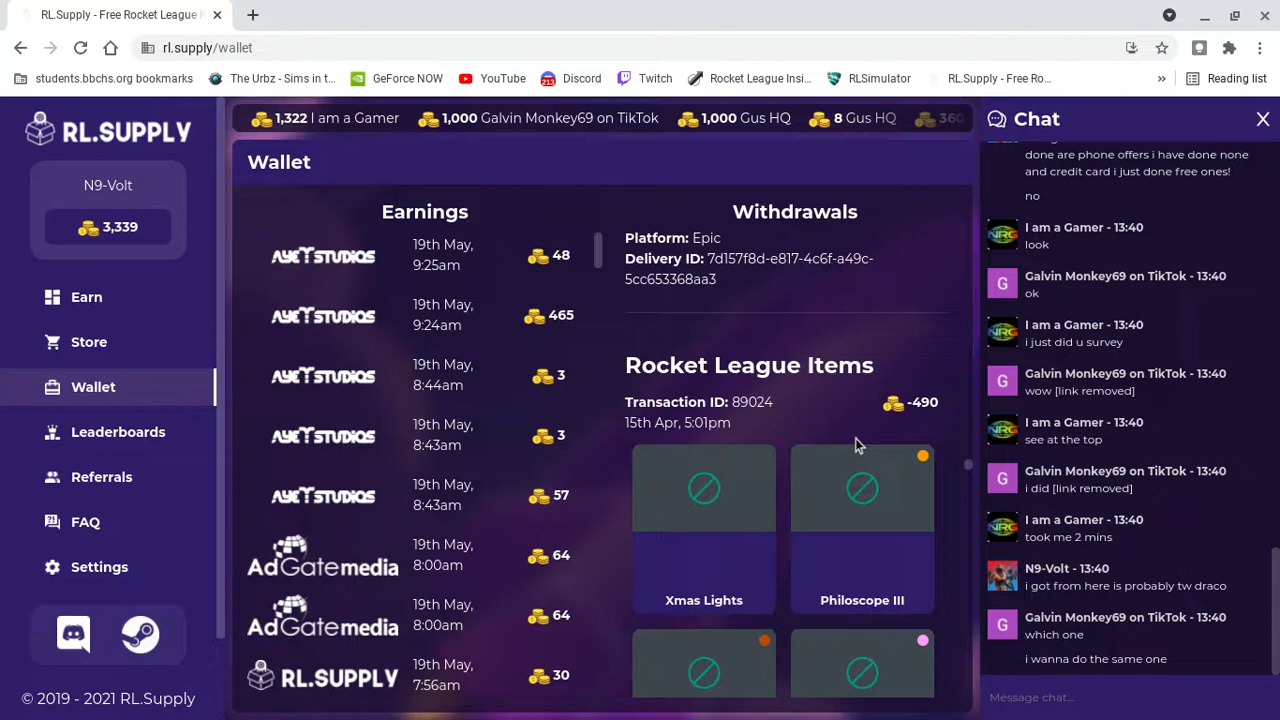 RL.Supply - Free Rocket League I
rl.supply/wallet
students.bbchs.org bookmarks
The Urbz - Sims in t...
GeForce NOW
YouTube
213
Discord
Twitch
Rocket League Insi...
RLSimulator
RL.Supply - Free Ro...
»
Reading list
RL.SUPPLY
N9-Volt
3,339
Earn
Store
Wallet
Leaderboards
Referrals
FAQ
Settings
© 2019 - 2021 RL.Supply
1,322 I am a Gamer
1,000 Galvin Monkey69 on TikTok
1,000 Gus HQ
8 Gus HQ
360
Wallet
Earnings
AYET STUDIOS 19th May, 48
9:25am
AYET STUDIOS 19th May, 465
9:24am
AYET STUDIOS 19th May, 3
8:44am
AYET STUDIOS 19th May, 3
8:43am
AYET STUDIOS 19th May, 57
8:43am
AdGatemedia 19th May, 64
8:00am
AdGatemedia 19th May, 64
8:00am
RL.SUPPLY 19th May, 30
7:56am
Withdrawals
Platform: Epic
Delivery ID: 7d157f8d-e817-4c6f-a49c-
5cc653368aa3
Rocket League Items
Transaction ID: 89024 -490
15th Apr, 5:01pm
Xmas Lights
Philoscope III
Chat
X
done are phone offers i have done none
and credit card i just done free ones!
no
I am a Gamer - 13:40
look
Galvin Monkey69 on TikTok - 13:40
ok
I am a Gamer - 13:40
i just did u survey
Galvin Monkey69 on TikTok - 13:40
wow [link removed]
I am a Gamer - 13:40
see at the top
Galvin Monkey69 on TikTok - 13:40
i did [link removed]
I am a Gamer - 13:40
took me 2 mins
N9-Volt - 13:40
i got from here is probably tw draco
Galvin Monkey69 on TikTok - 13:40
which one
i wanna do the same one
Message chat...